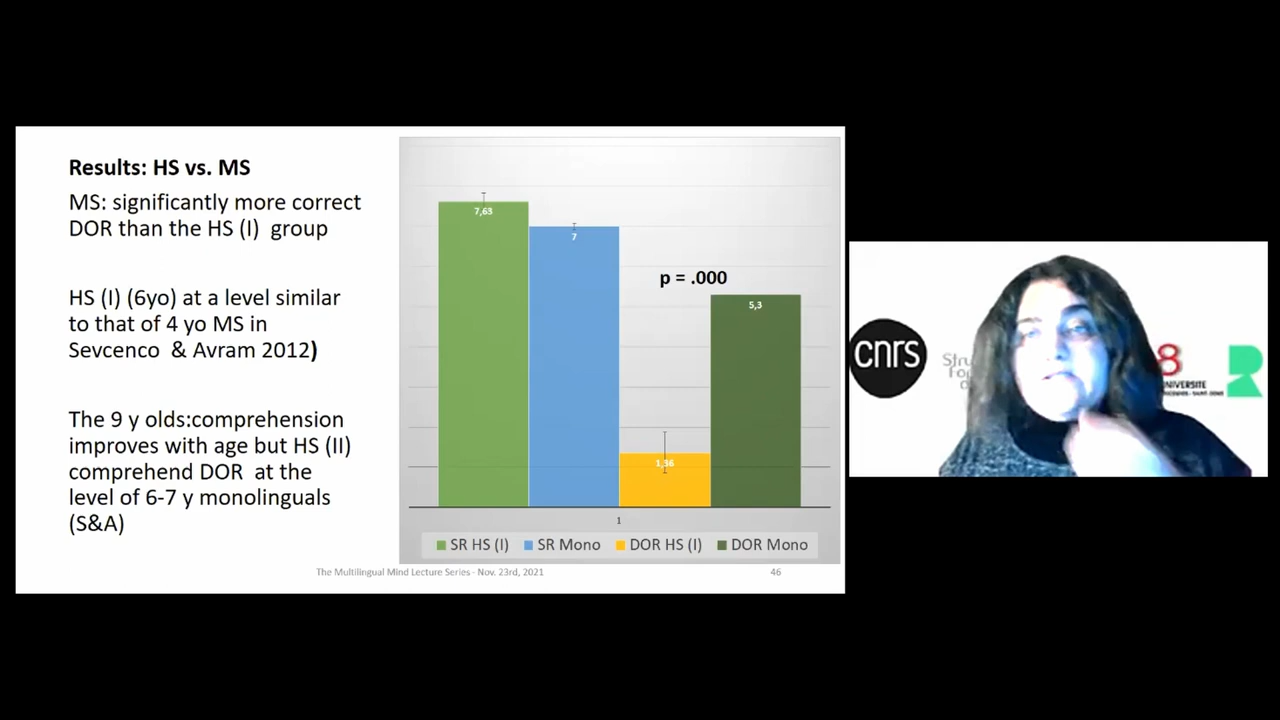 Results: HS vs. MS
MS: significantly more correct
DOR than the HS (I)  group
HS (I) (6yo) at a level similar
to that of 4 yo MS in
Sevcenco  & Avram 2012)
The 9 y olds:comprehension
improves with age but HS (II)
comprehend DOR  at the
level of 6-7 y monolinguals
(S&A)
7,63
7
p = .000
1,36
5,3
1
SR HS (I) SR Mono DOR HS (I) DOR Mono
The Multilingual Mind Lecture Series - Nov. 23rd, 2021
46
cnrs
8